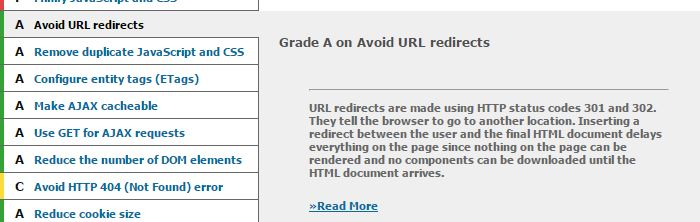 Minify JavaScript and CSS
A Avoid URL redirects
A Remove duplicate JavaScript and CSS
A Configure entity tags (ETags)
A Make AJAX cacheable
A Use GET for AJAX requests
A Reduce the number of DOM elements
C Avoid HTTP 404 (Not Found) error
A Reduce cookie size
Grade A on Avoid URL redirects
URL redirects are made using HTTP status codes 301 and 302.
They tell the browser to go to another location. Inserting a
redirect between the user and the final HTML document delays
everything on the page since nothing on the page can be
rendered and no components can be downloaded until the
HTML document arrives.
»Read More